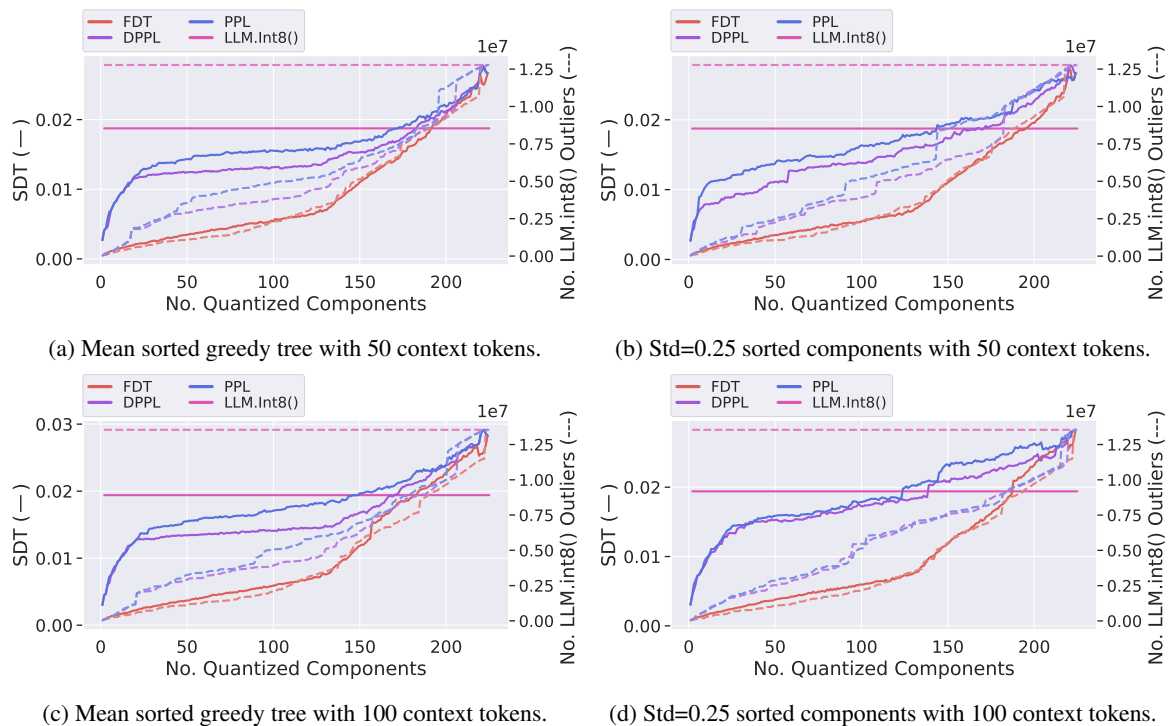 FDT PPL
DPPL LLM.Int8()
1e7
SDT (—)
0.02
0.01
0.00
No. LLM.int8() Outliers (---)
1.25
1.00
0.75
0.50
0.25
0.00
0 50 100 150 200
No. Quantized Components
(a) Mean sorted greedy tree with 50 context tokens.
FDT PPL
DPPL LLM.Int8()
1e7
SDT (—)
0.02
0.01
0.00
No. LLM.int8() Outliers (---)
1.25
1.00
0.75
0.50
0.25
0.00
0 50 100 150 200
No. Quantized Components
(b) Std=0.25 sorted components with 50 context tokens.
FDT PPL
DPPL LLM.Int8()
1e7
SDT (—)
0.03
0.02
0.01
0.00
No. LLM.int8() Outliers (---)
1.25
1.00
0.75
0.50
0.25
0.00
0 50 100 150 200
No. Quantized Components
(c) Mean sorted greedy tree with 100 context tokens.
FDT PPL
DPPL LLM.Int8()
1e7
SDT (—)
0.02
0.01
0.00
No. LLM.int8() Outliers (---)
1.25
1.00
0.75
0.50
0.25
0.00
0 50 100 150 200
No. Quantized Components
(d) Std=0.25 sorted components with 100 context tokens.